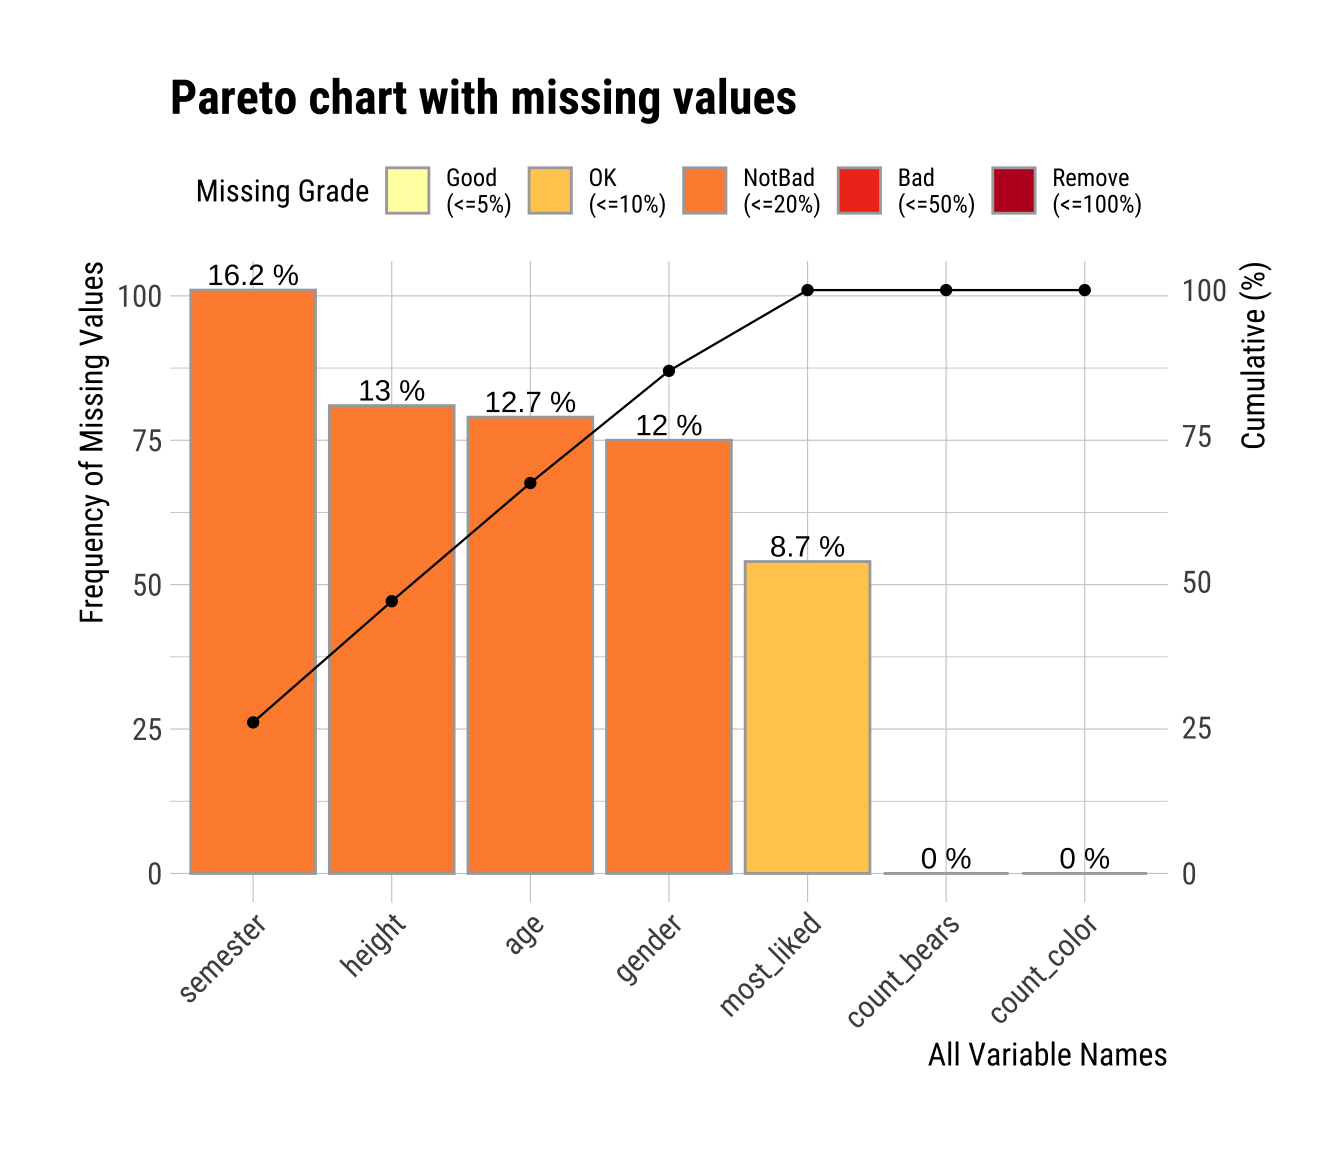 Pareto chart with missing values
Missing Grade
Good
(<=5%)
OK
(<=10%)
NotBad
(<=20%)
Bad
(<=50%)
Remove
(<=100%)
Frequency of Missing Values
100
75
50
25
0
16.2 %
13 %
12.7 %
12 %
8.7 %
0 %
0 %
100
75
50
25
0
Cumulative (%)
semester
height
age
gender
most_liked
count_bears
count_color
All Variable Names